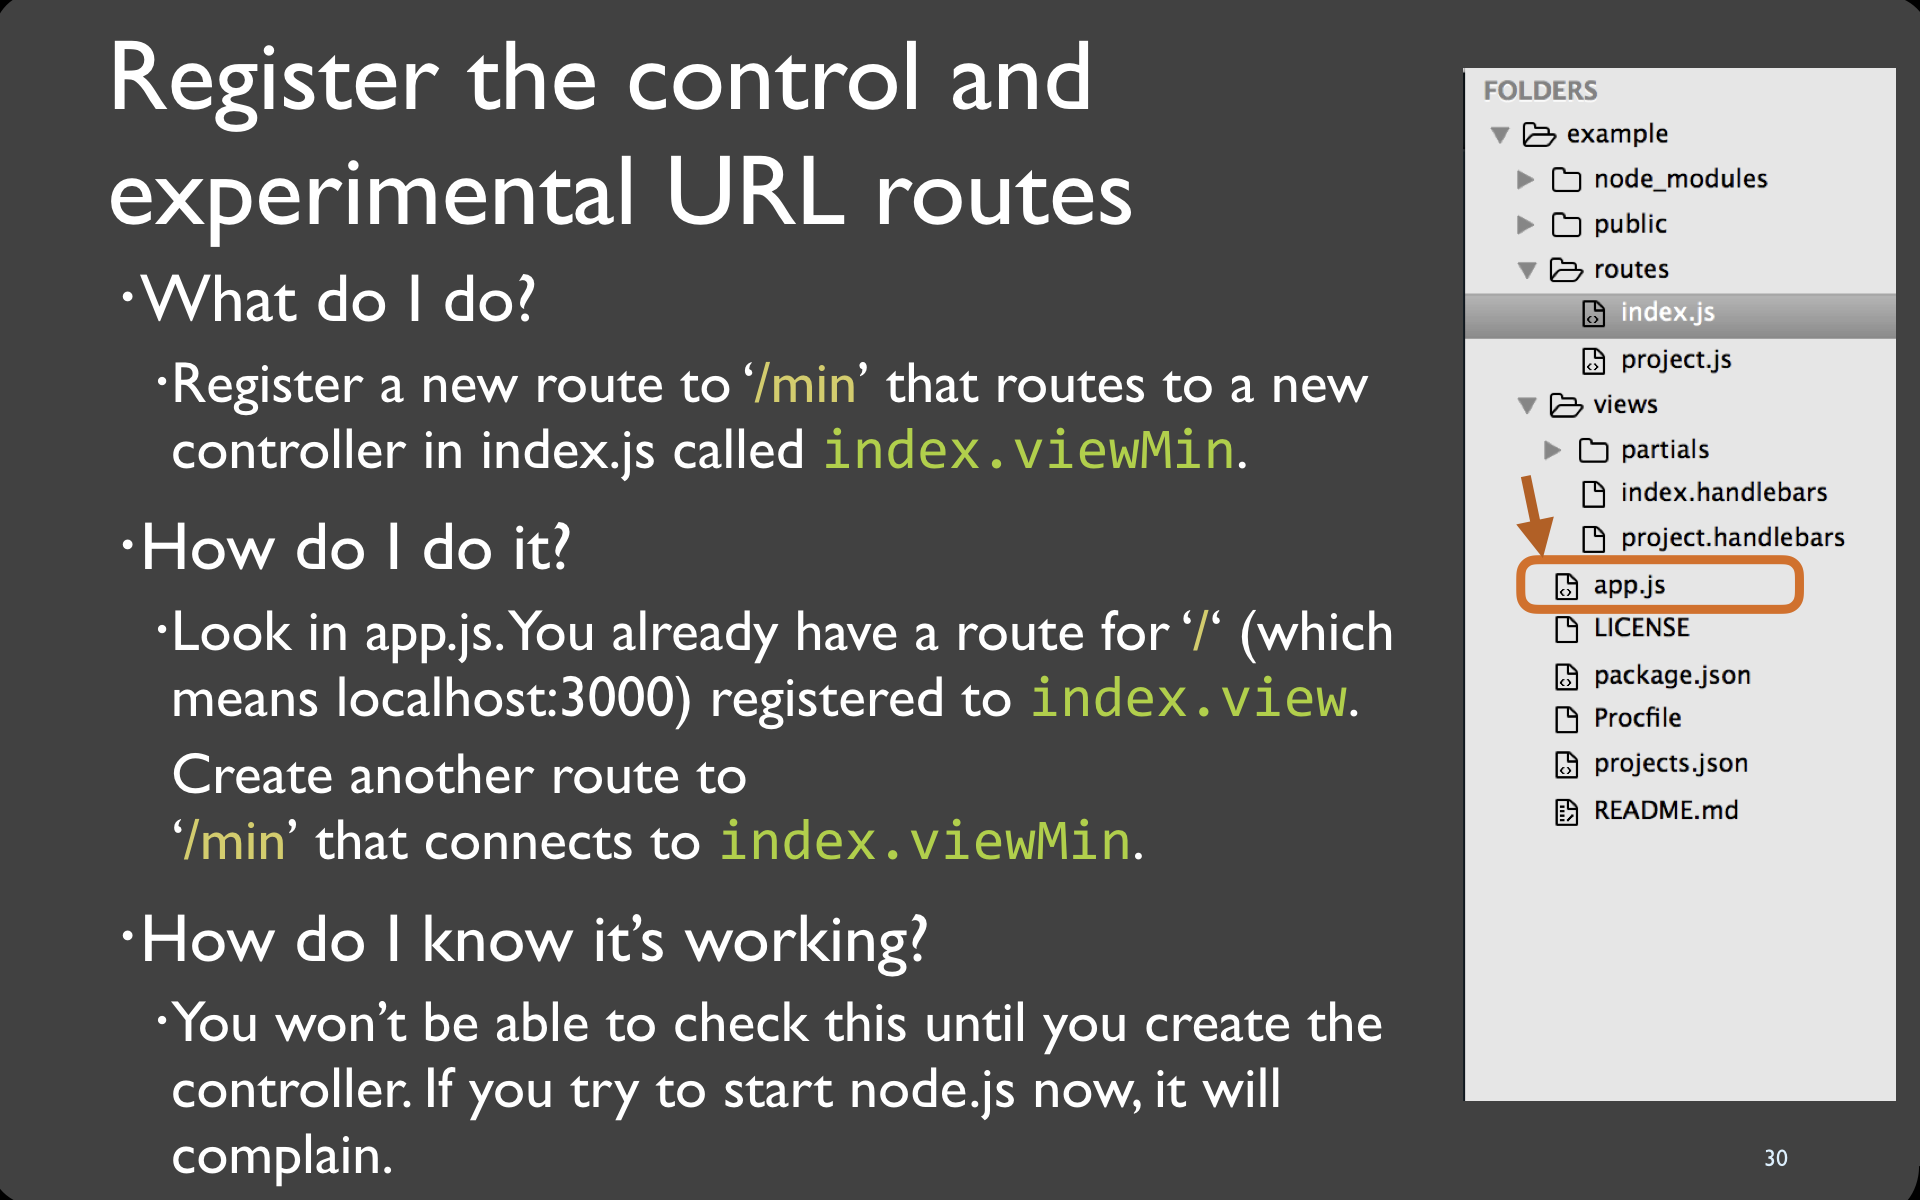 Register the control and
experimental URL routes
·What do I do?
·Register a new route to ‘/min’ that routes to a new
controller in index.js called index.viewMin.
·How do I do it?
·Look in app.js. You already have a route for ‘/‘ (which
means localhost:3000) registered to index.view.
Create another route to
‘/min’ that connects to index.viewMin.
·How do I know it’s working?
·You won’t be able to check this until you create the
controller. If you try to start node.js now, it will
complain.
FOLDERS
example
node_modules
public
routes
index.js
project.js
views
partials
index.handlebars
project.handlebars
app.js
LICENSE
package.json
Procfile
projects.json
README.md
30